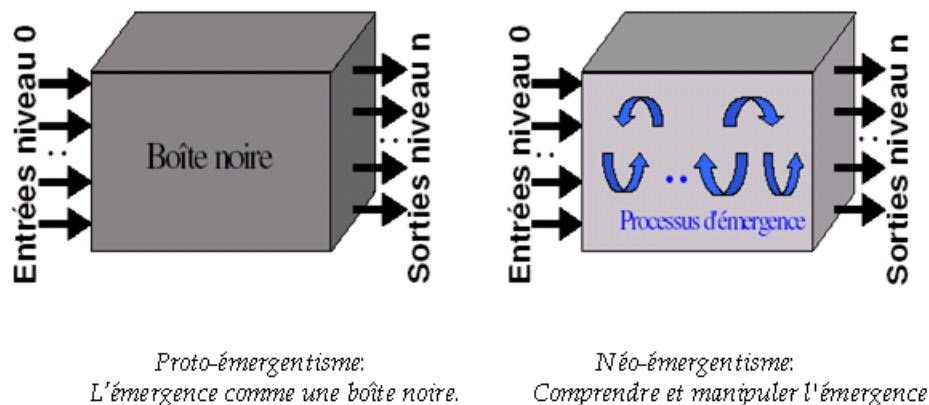 Entrées niveau 0
Boîte noire
Sorties niveau n
Proto-émergentisme:
L'émergence comme une boîte noire.
Entrées niveau 0
Processus d'émergence
Sorties niveau n
Néo-émergentisme:
Comprendre et manipuler l'émergence